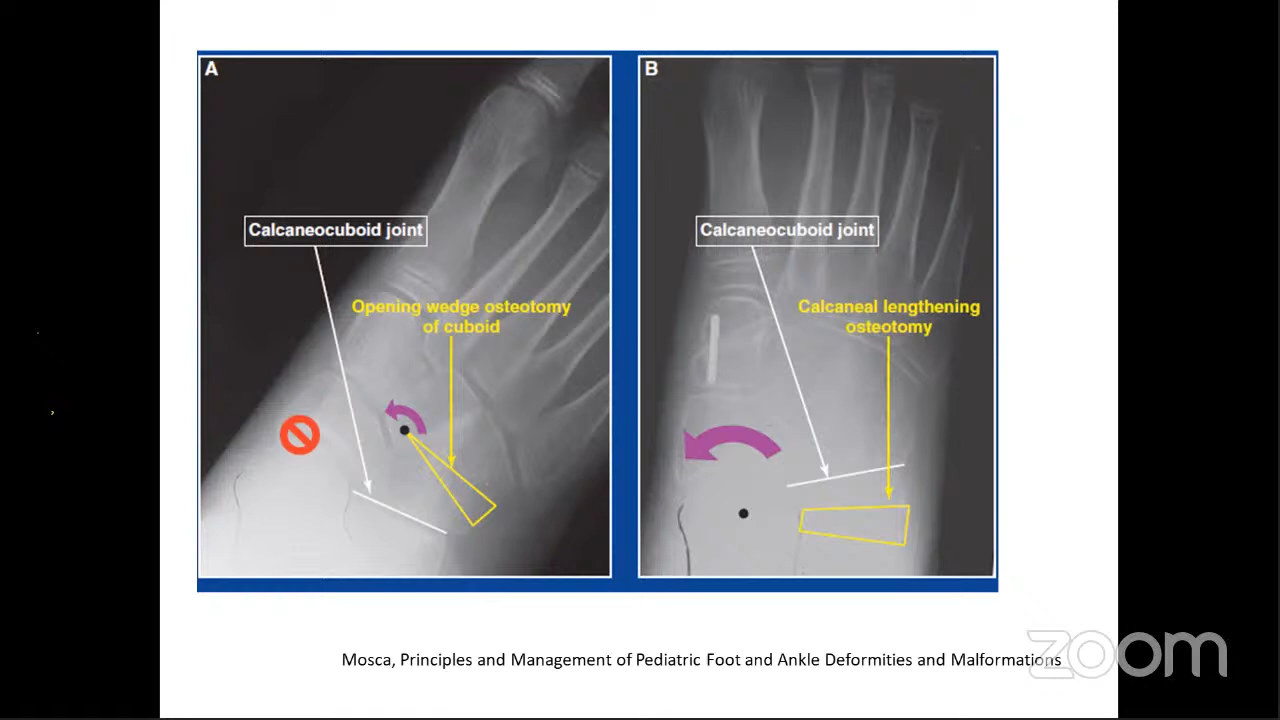 A
Calcaneocuboid joint
Opening wedge osteotomy
of cuboid
B
Calcaneocuboid joint
Calcaneal lengthening
osteotomy
Mosca, Principles and Management of Pediatric Foot and Ankle Deformities and Malformations
zoom